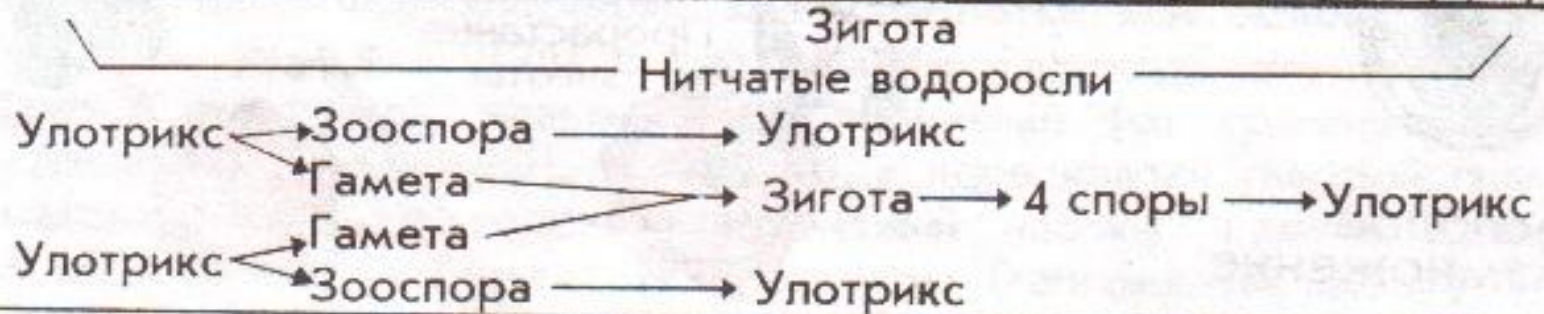 Зигота
Нитчатые водоросли
Улотрикс Зооспора Улотрикс
Гамета
Зигота 4 споры Улотрикс
Гамета
Улотрикс
Зооспора Улотрикс